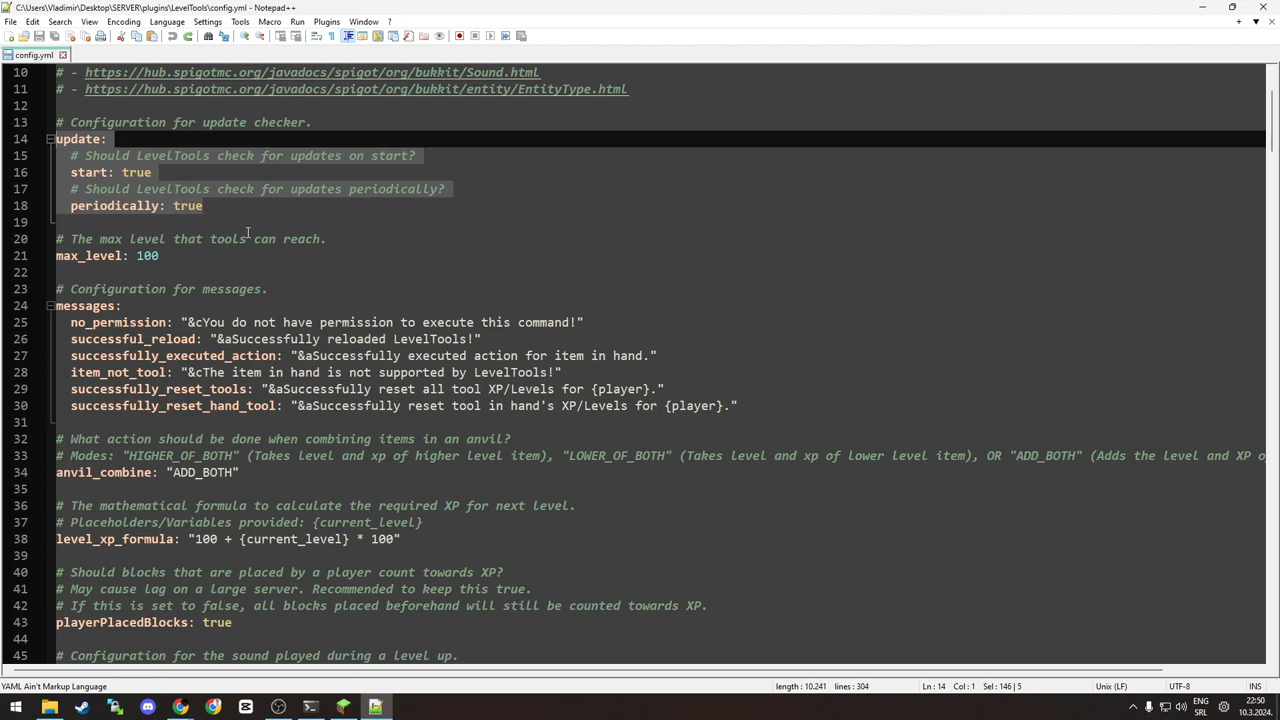 C:\Users\Vladimir\Desktop\SERVER\plugins\LevelTools\config.yml - Notepad++
File Edit Search View Encoding Language Settings Tools Macro Run Plugins Window ?
config.yml
10 # - https://hub.spigotmc.org/javadocs/spigot/org/bukkit/Sound.html
11 # - https://hub.spigotmc.org/javadocs/spigot/org/bukkit/entity/EntityType.html
12
13 # Configuration for update checker.
14 update:
15 # Should LevelTools check for updates on start?
16 start: true
17 # Should LevelTools check for updates periodically?
18 periodically: true
19
20 # The max level that tools can reach.
21 max_level: 100
22
23 # Configuration for messages.
24 messages:
25 no_permission: "&cYou do not have permission to execute this command!"
26 successful_reload: "&aSuccessfully reloaded LevelTools!"
27 successfully_executed_action: "&aSuccessfully executed action for item in hand."
28 item_not_tool: "&cThe item in hand is not supported by LevelTools!"
29 successfully_reset_tools: "&aSuccessfully reset all tool XP/Levels for {player}."
30 successfully_reset_hand_tool: "&aSuccessfully reset tool in hand's XP/Levels for {player}."
31
32 # What action should be done when combining items in an anvil?
33 # Modes: "HIGHER_OF_BOTH" (Takes level and xp of higher level item), "LOWER_OF_BOTH" (Takes level and xp of lower level item), OR "ADD_BOTH" (Adds the level and XP o
34 anvil_combine: "ADD_BOTH"
35
36 # The mathematical formula to calculate the required XP for next level.
37 # Placeholders/Variables provided: {current_level}
38 level_xp_formula: "100 + {current_level} * 100"
39
40 # Should blocks that are placed by a player count towards XP?
41 # May cause lag on a large server. Recommended to keep this true.
42 # If this is set to false, all blocks placed beforehand will still be counted towards XP.
43 playerPlacedBlocks: true
44
45 # Configuration for the sound played during a level up.
YAML Ain't Markup Language length : 10.241 lines : 304 Ln : 14 Col : 1 Sel : 146 | 5 Unix (LF) UTF-8 INS
ENG 22:50
SRL 10.3.2024.